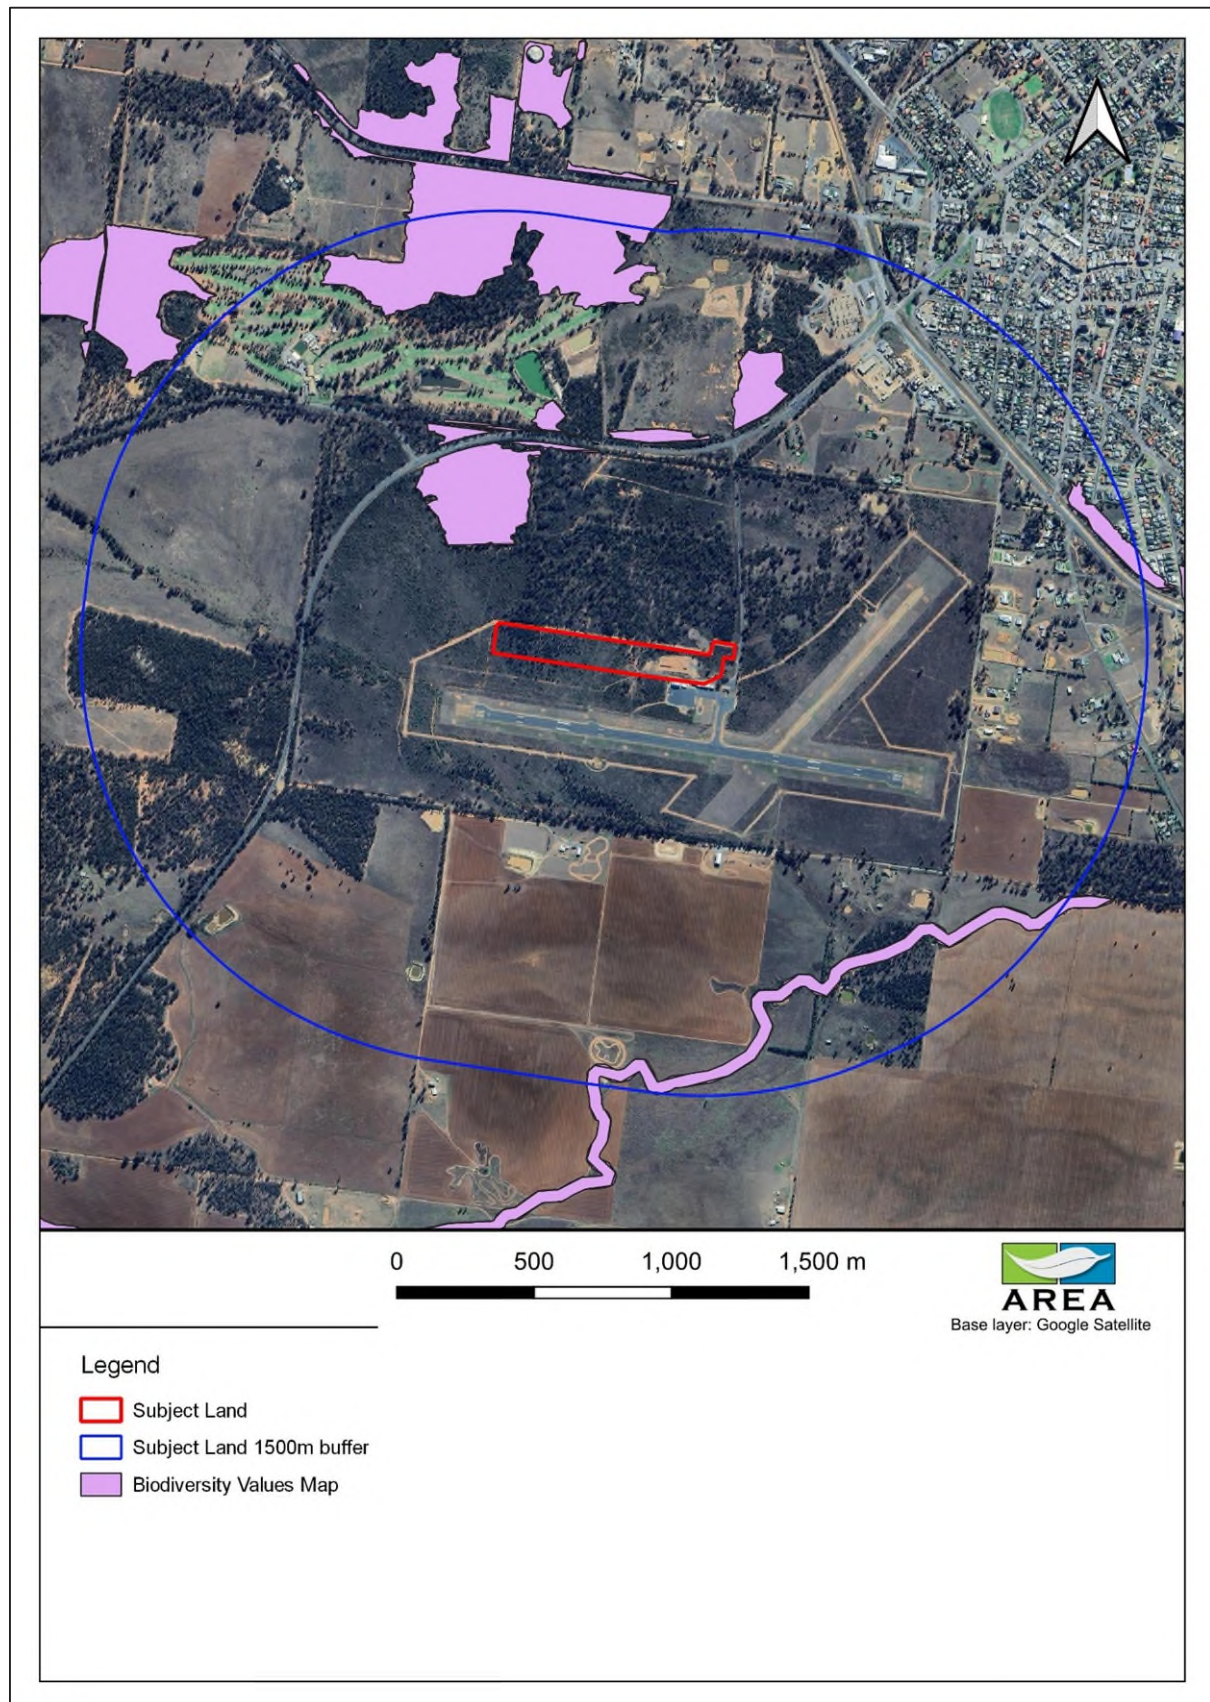 0 500 1,000 1,500 m
AREA
Base layer: Google Satellite
Legend
Subject Land
Subject Land 1500m buffer
Biodiversity Values Map